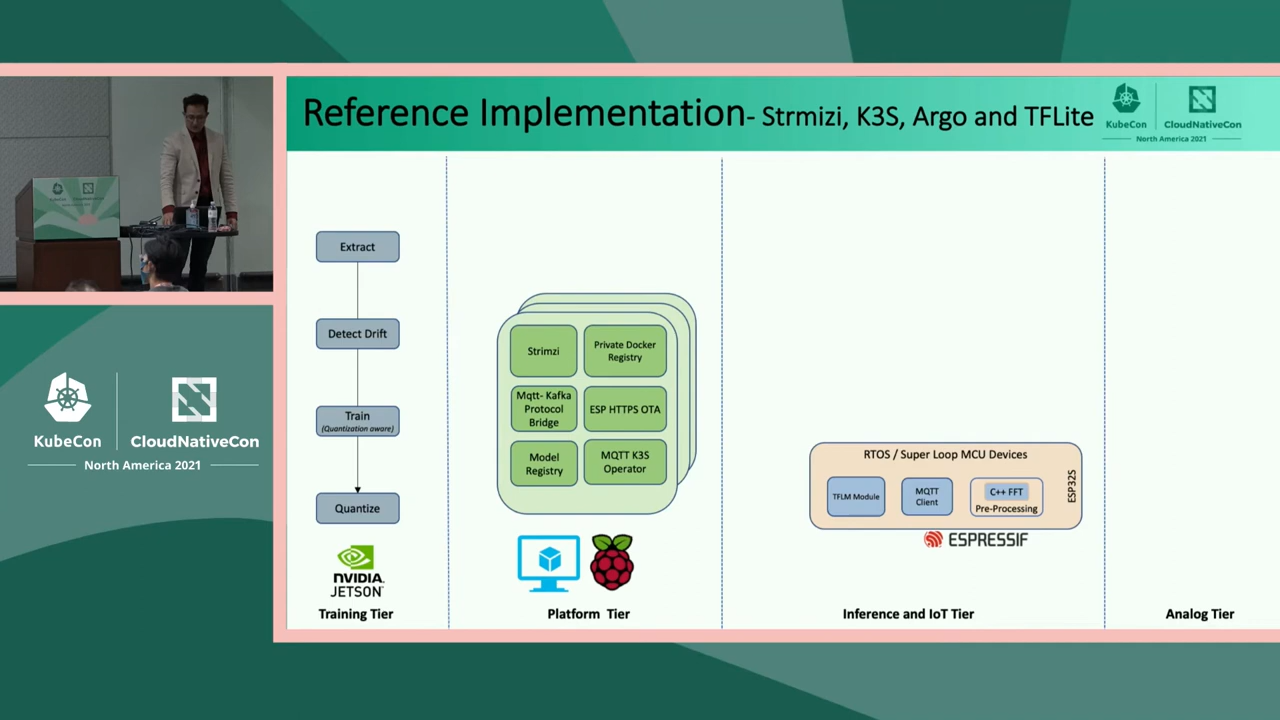 Reference Implementation- Strmizi, K3S, Argo and TFLite
KubeCon
CloudNativeCon
North America 2021
Extract
Detect Drift
Train
(Quantization aware)
Quantize
NVIDIA.
JETSON
Training Tier
Strimzi
Private Docker
Registry
Mqtt- Kafka
Protocol
Bridge
ESP HTTPS OTA
Model
Registry
MQTT K3S
Operator
Platform Tier
RTOS / Super Loop MCU Devices
TFLM Module
MQTT
Client
C++ FFT
Pre-Processing
ESP32S
ESPRESSIF
Inference and IoT Tier
Analog Tier
KubeCon
CloudNativeCon
North America 2021